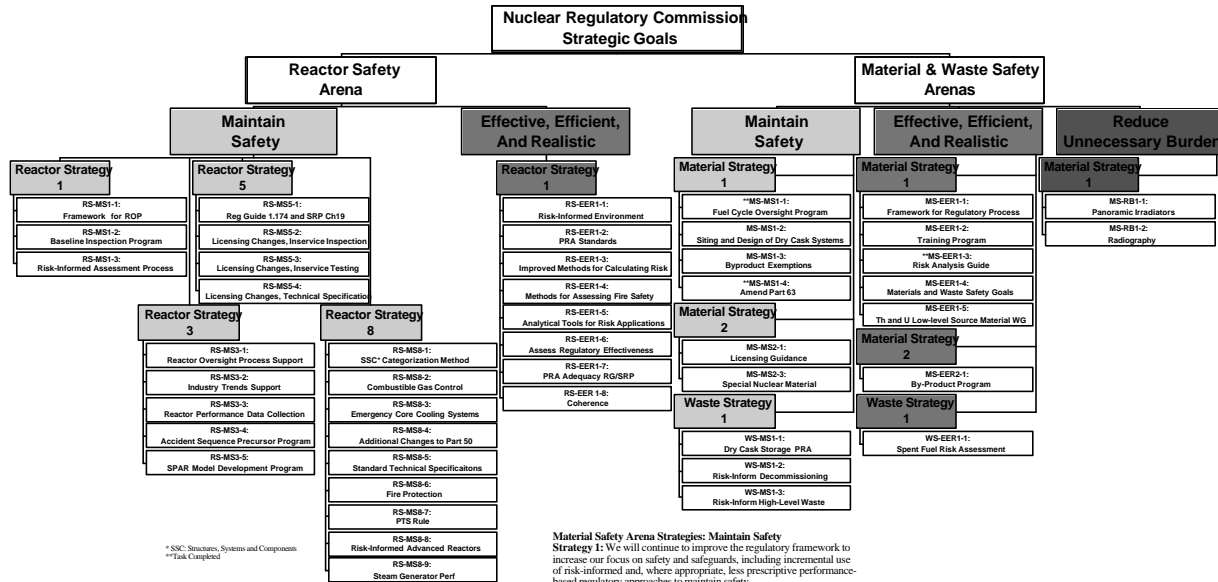 Nuclear Regulatory Commission
Strategic Goals
Reactor Safety
Arena
Material & Waste Safety
Arenas
Maintain
Safety
Effective, Efficient,
And Realistic
Maintain
Safety
Effective, Efficient,
And Realistic
Reduce
Unnecessary Burden
Reactor Strategy
1
RS-MS1-1:
Framework for ROP
RS-MS1-2:
Baseline Inspection Program
RS-MS1-3:
Risk-Informed Assessment Process
Reactor Strategy
5
RS-MS5-1:
Reg Guide 1.174 and SRP Ch19
RS-MS5-2:
Licensing Changes, Inservice Inspection
RS-MS5-3:
Licensing Changes, Inservice Testing
RS-MS5-4:
Licensing Changes, Technical Specification
Reactor Strategy
3
RS-MS3-1:
Reactor Oversight Process Support
RS-MS3-2:
Industry Trends Support
RS-MS3-3:
Reactor Performance Data Collection
RS-MS3-4:
Accident Sequence Precursor Program
RS-MS3-5:
SPAR Model Development Program
Reactor Strategy
8
RS-MS8-1:
SSC* Categorization Method
RS-MS8-2:
Combustible Gas Control
RS-MS8-3:
Emergency Core Cooling Systems
RS-MS8-4:
Additional Changes to Part 50
RS-MS8-5:
Standard Technical Specificaitons
RS-MS8-6:
Fire Protection
RS-MS8-7:
PTS Rule
RS-MS8-8:
Risk-Informed Advanced Reactors
RS-MS8-9:
Steam Generator Perf
Reactor Strategy
1
RS-EER1-1:
Risk-Informed Environment
RS-EER1-2:
PRA Standards
RS-EER1-3:
Improved Methods for Calculating Risk
RS-EER1-4:
Methods for Assessing Fire Safety
RS-EER1-5:
Analytical Tools for Risk Applications
RS-EER1-6:
Assess Regulatory Effectiveness
RS-EER1-7:
PRA Adequacy RG/SRP
RS-EER 1-8:
Coherence
Material Strategy
1
**MS-MS1-1:
Fuel Cycle Oversight Program
MS-MS1-2:
Siting and Design of Dry Cask Systems
MS-MS1-3:
Byproduct Exemptions
**MS-MS1-4:
Amend Part 63
Material Strategy
2
MS-MS2-1:
Licensing Guidance
MS-MS2-3:
Special Nuclear Material
Waste Strategy
1
WS-MS1-1:
Dry Cask Storage PRA
WS-MS1-2:
Risk-Inform Decommissioning
WS-MS1-3:
Risk-Inform High-Level Waste
Material Strategy
1
MS-EER1-1:
Framework for Regulatory Process
MS-EER1-2:
Training Program
**MS-EER1-3:
Risk Analysis Guide
MS-EER1-4:
Materials and Waste Safety Goals
MS-EER1-5:
Th and U Low-level Source Material WG
Material Strategy
2
MS-EER2-1:
By-Product Program
Waste Strategy
1
WS-EER1-1:
Spent Fuel Risk Assessment
Material Strategy
1
MS-RB1-1:
Panoramic Irradiators
MS-RB1-2:
Radiography
* SSC: Structures, Systems and Components
**Task Completed
Material Safety Arena Strategies: Maintain Safety
Strategy 1: We will continue to improve the regulatory framework to
increase our focus on safety and safeguards, including incremental use
of risk-informed and, where appropriate, less prescriptive performance-
based regulatory approaches to maintain safety